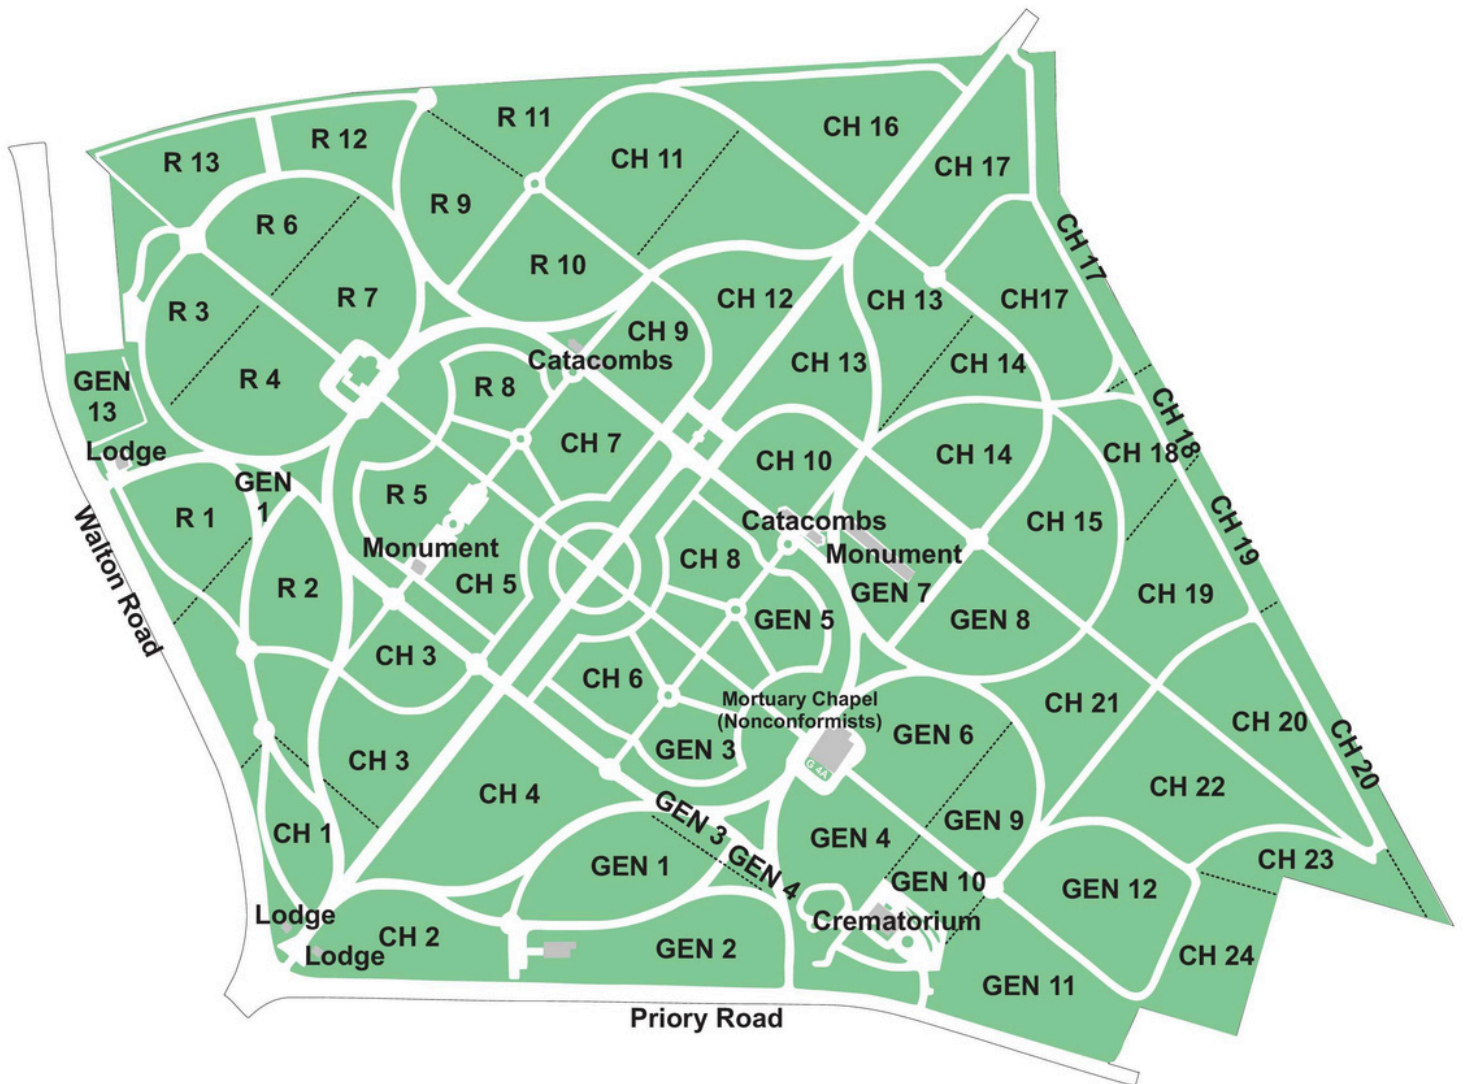 R 11
CH 16
R 12
R 13
CH 11
CH 17
R 9
R 6
CH 17
R 10
R 7
CH 12
CH 13
CH17
R 3
CH 9
Catacombs
CH 13
CH 14
R 4
GEN
13
R 8
CH 18
CH 7
Lodge
CH 10
CH 14
CH 18
GEN
1
R 5
R 1
Catacombs
CH 15
CH 19
Monument
Monument
CH 8
CH 5
Walton Road
R 2
GEN 7
CH 19
GEN 5
GEN 8
CH 3
CH 6
Mortuary Chapel
(Nonconformists)
CH 21
CH 20
GEN 6
GEN 3
CH 20
CH 3
G 4A
CH 22
CH 4
GEN 3
GEN 9
CH 1
GEN 4
GEN 1
GEN 4
CH 23
GEN 10
GEN 12
Lodge
Crematorium
CH 2
Lodge
GEN 2
CH 24
GEN 11
Priory Road